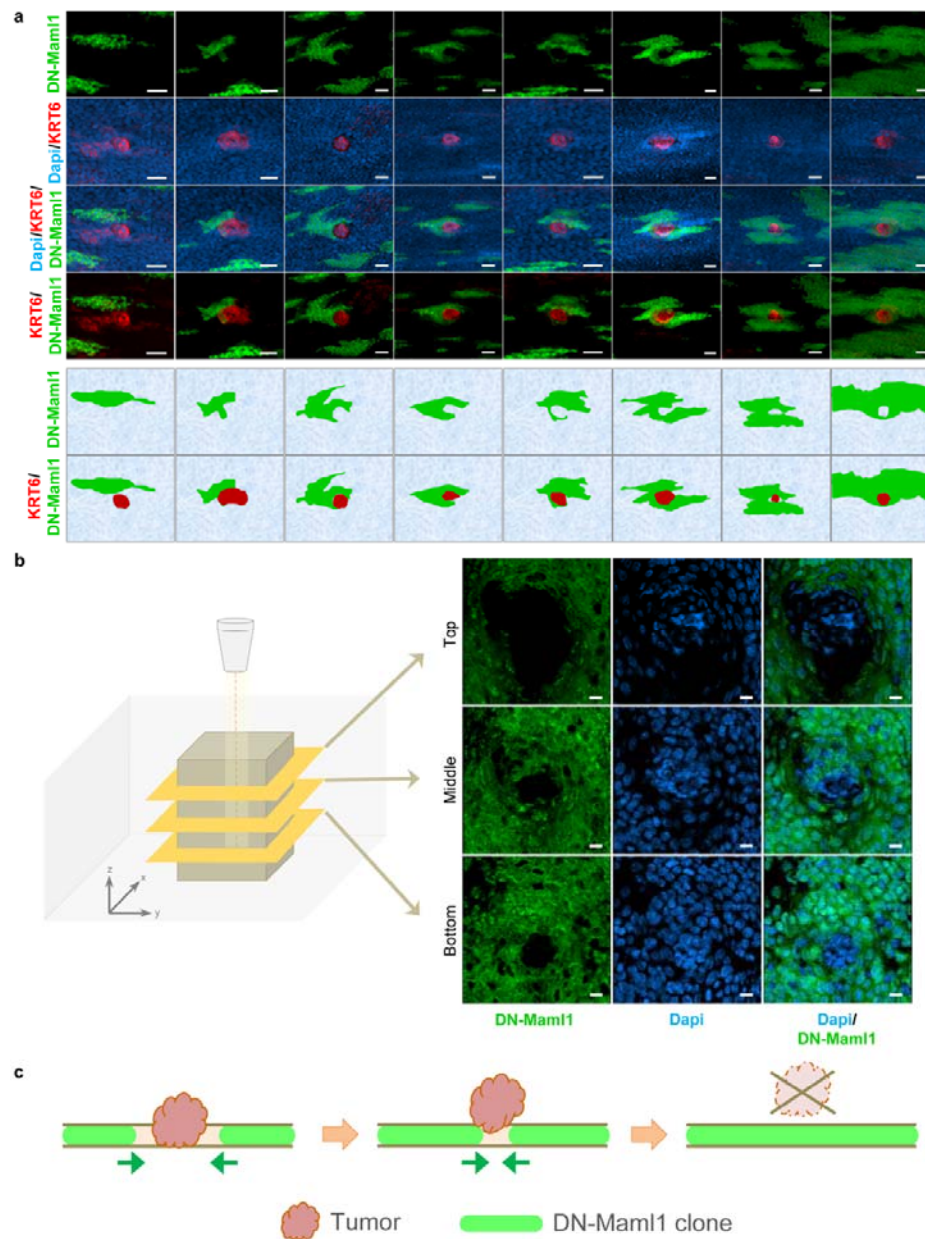 a
DN-Maml1
Dapi/KRT6
Dapi/KRT6/
DN-Maml1
KRT6/
DN-Maml1
DN-Maml1
KRT6/
DN-Maml1
b
z
x
y
Top
Middle
Bottom
DN-Maml1
Dapi
Dapi/
DN-Maml1
c
Tumor
DN-Maml1 clone